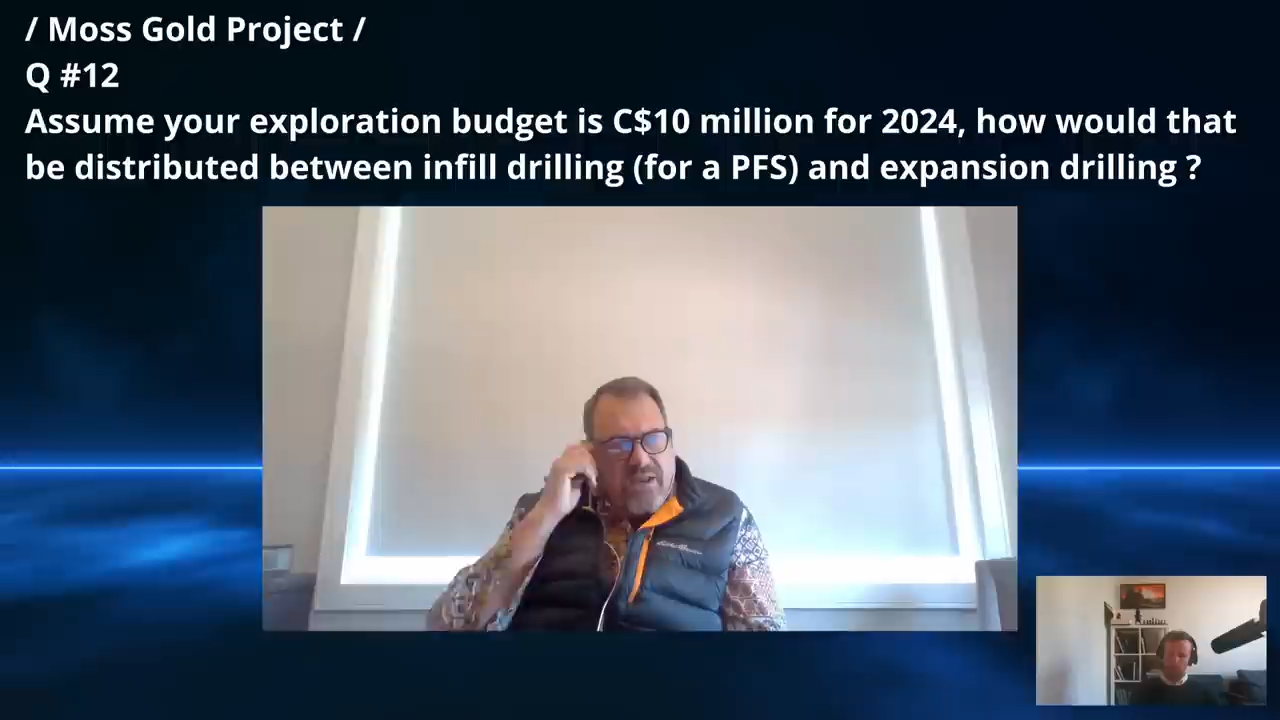 / Moss Gold Project /
Q #12
Assume your exploration budget is C$10 million for 2024, how would that
be distributed between infill drilling (for a PFS) and expansion drilling ?